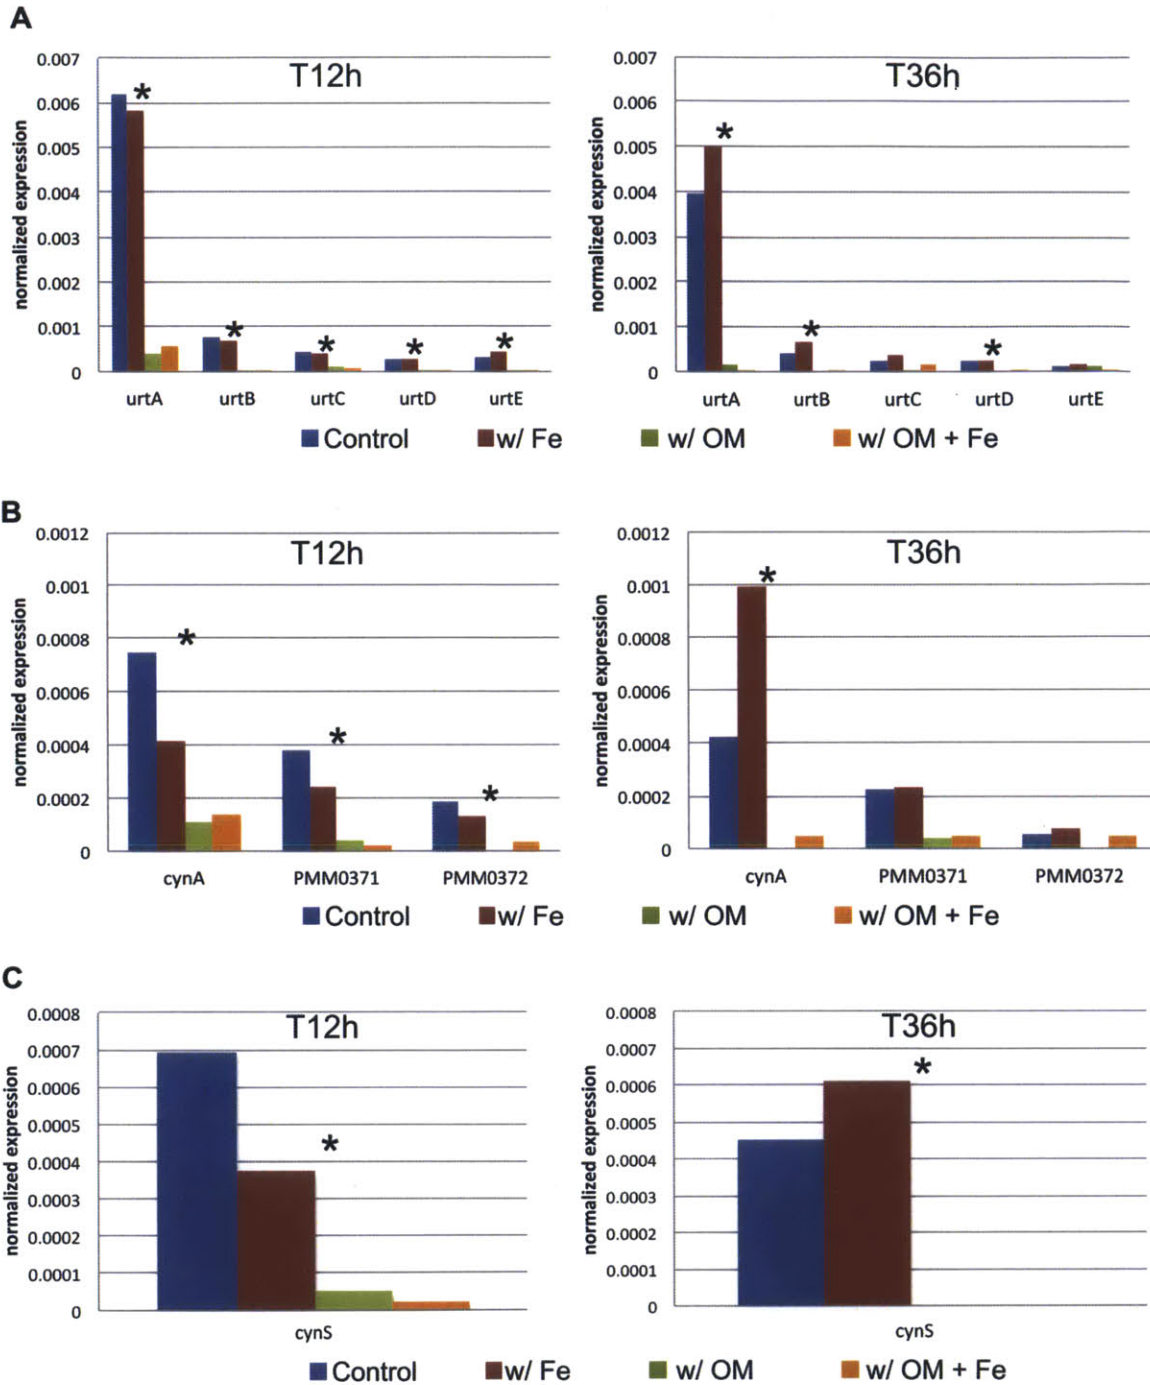 A
T12h
normalized expression
0.007
0.006
0.005
0.004
0.003
0.002
0.001
0
*
*
*
*
*
urtA urtB urtC urtD urtE
T36h
normalized expression
0.007
0.006
0.005
0.004
0.003
0.002
0.001
0
*
*
*
urtA urtB urtC urtD urtE
Control w/ Fe w/ OM w/ OM + Fe
B
T12h
normalized expression
0.0012
0.001
0.0008
0.0006
0.0004
0.0002
0
*
*
*
cynA PMM0371 PMM0372
T36h
normalized expression
0.0012
0.001
0.0008
0.0006
0.0004
0.0002
0
*
cynA PMM0371 PMM0372
Control w/ Fe w/ OM w/ OM + Fe
C
T12h
normalized expression
0.0008
0.0007
0.0006
0.0005
0.0004
0.0003
0.0002
0.0001
0
*
cynS
T36h
normalized expression
0.0008
0.0007
0.0006
0.0005
0.0004
0.0003
0.0002
0.0001
0
*
cynS
Control w/ Fe w/ OM w/ OM + Fe